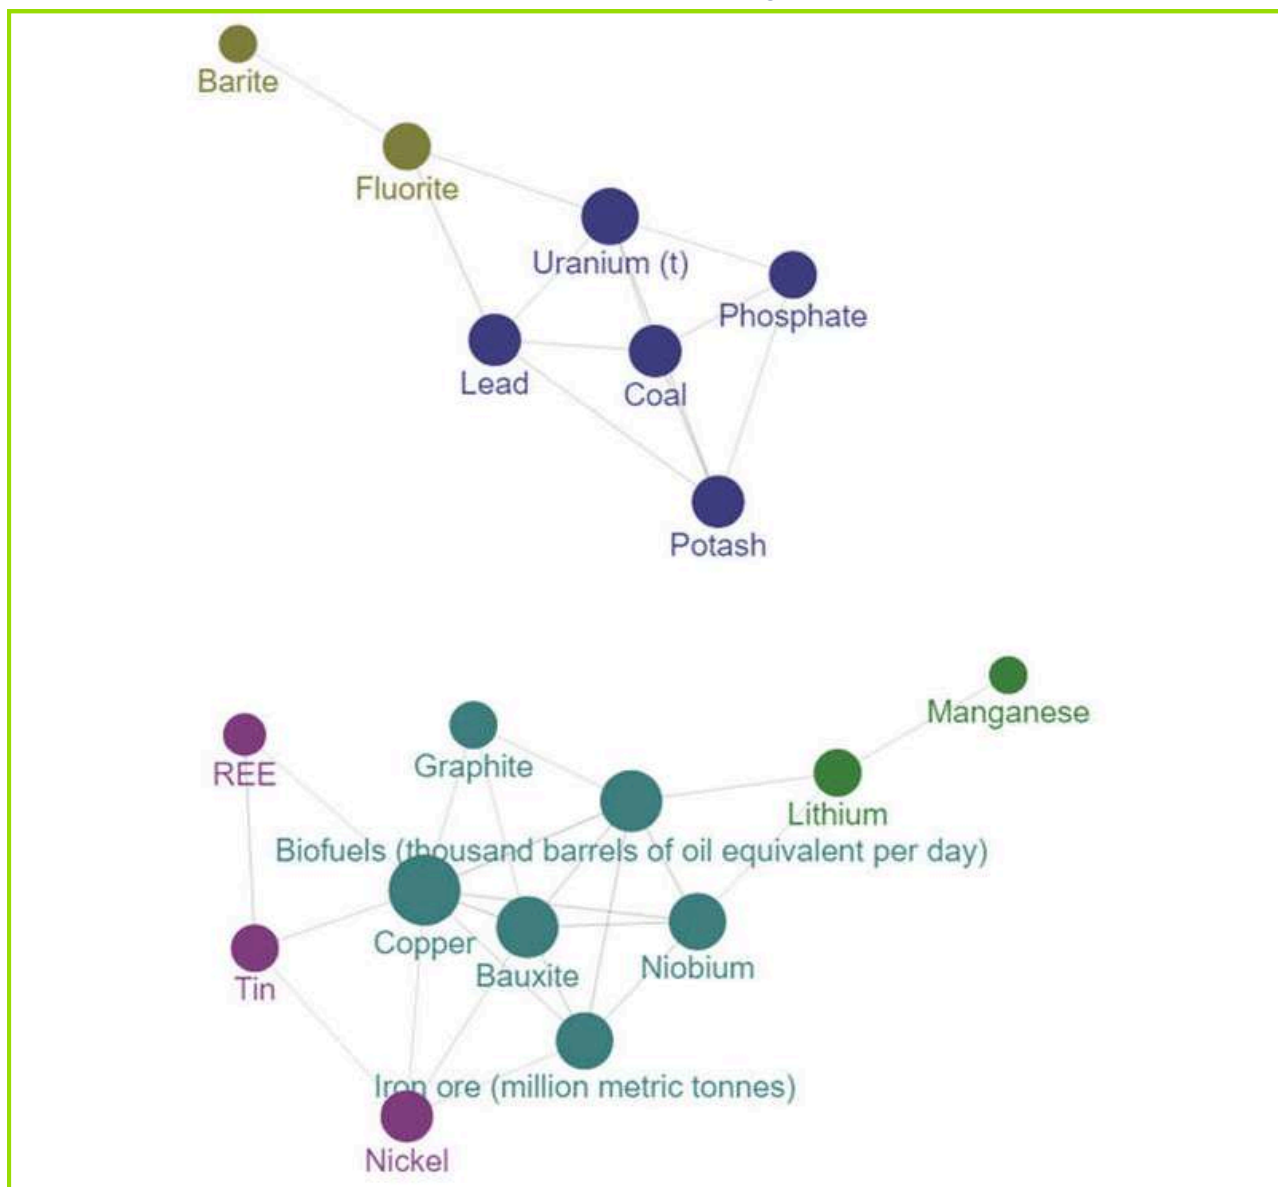 Barite
Fluorite
Uranium (t)
Phosphate
Lead
Coal
Potash
Manganese
REE
Graphite
Lithium
Biofuels (thousand barrels of oil equivalent per day)
Copper
Bauxite
Niobium
Tin
Iron ore (million metric tonnes)
Nickel